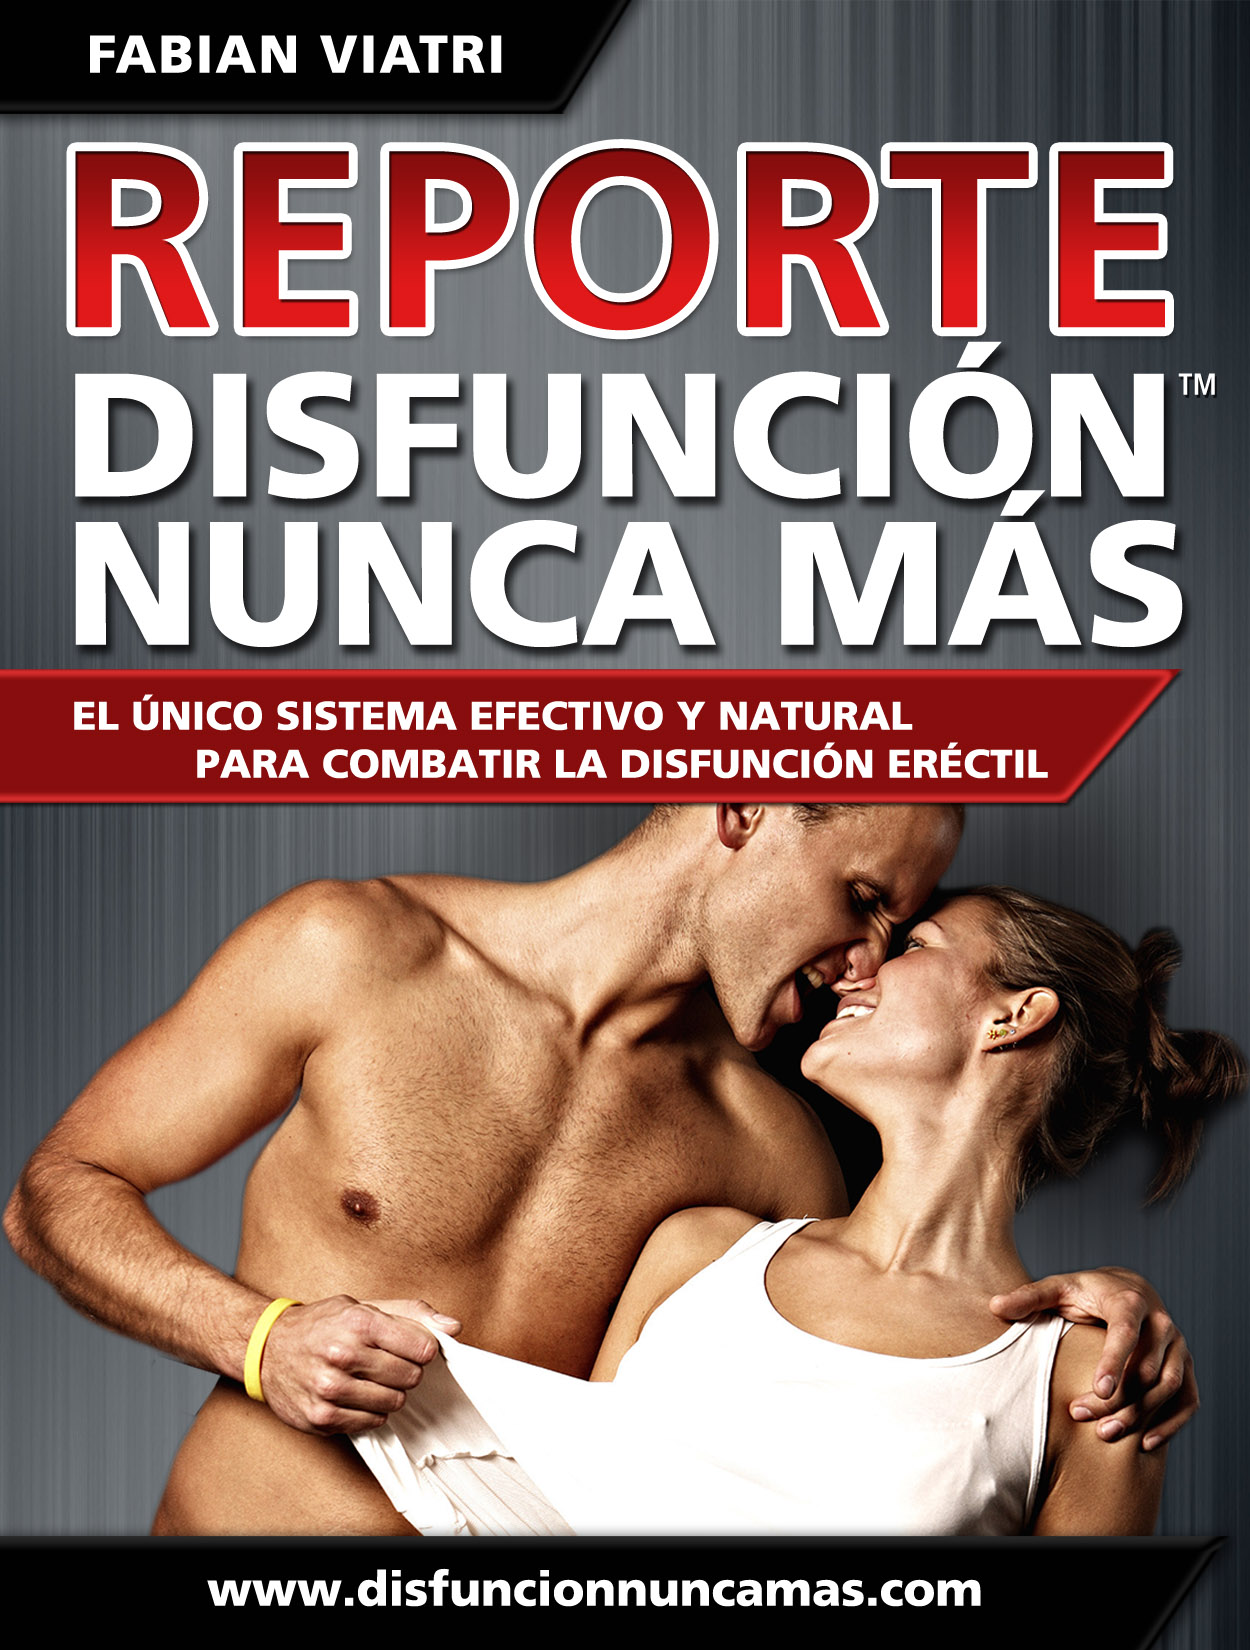 FABIAN VIATRI
REPORTE
DISFUNCIÓN™
NUNCA MÁS
EL ÚNICO SISTEMA EFECTIVO Y NATURAL
PARA COMBATIR LA DISFUNCIÓN ERÉCTIL
www.disfuncionnuncamas.com